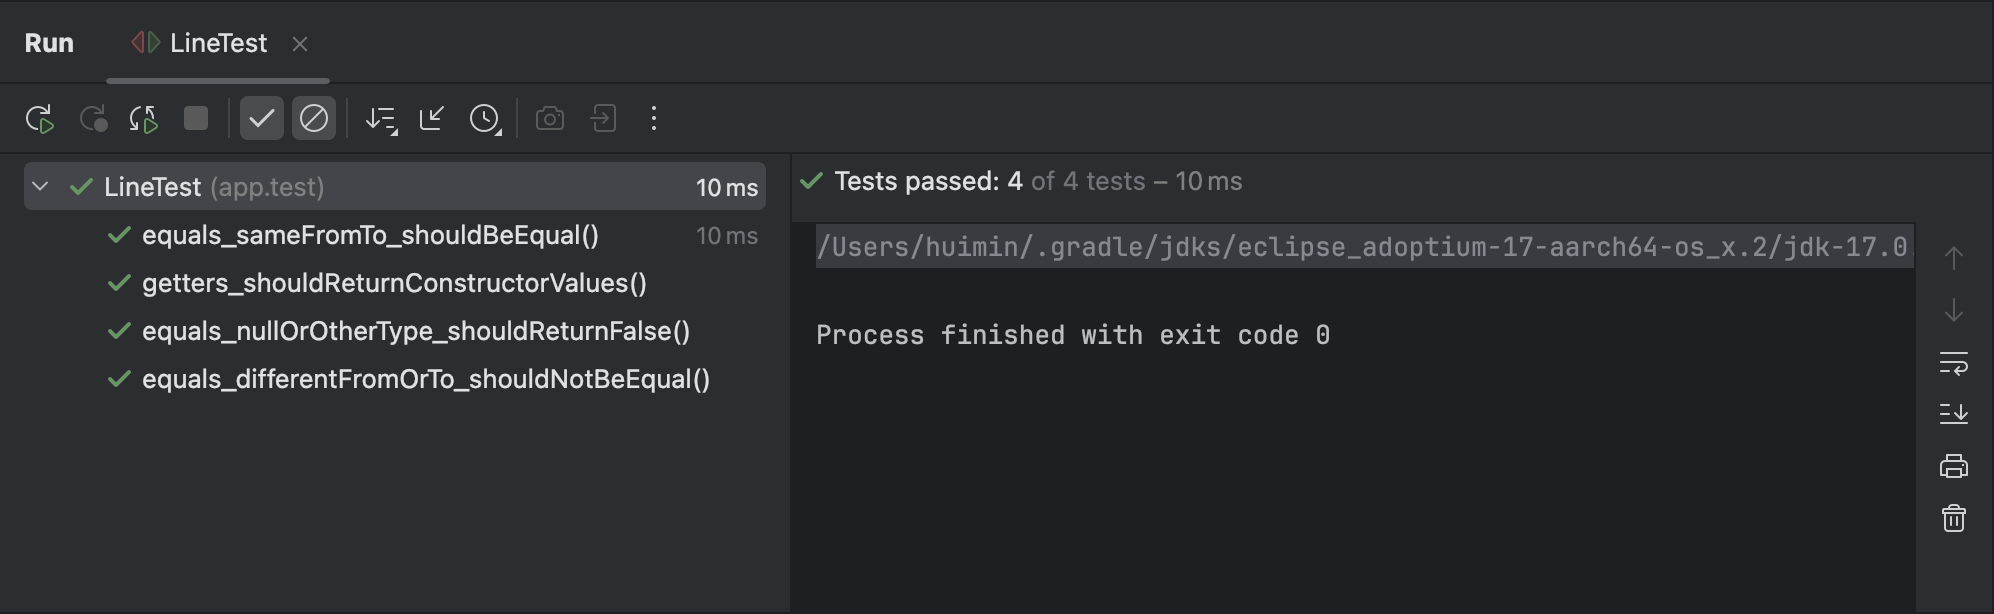 Run LineTest
LineTest (app.test) 10 ms
equals_sameFromTo_shouldBeEqual() 10 ms
getters_shouldReturnConstructorValues()
equals_nullOrOtherType_shouldReturnFalse()
equals_differentFromOrTo_shouldNotBeEqual()
Tests passed: 4 of 4 tests – 10 ms
/Users/huimin/.gradle/jdks/eclipse_adoptium-17-aarch64-os_x.2/jdk-17.0
Process finished with exit code 0